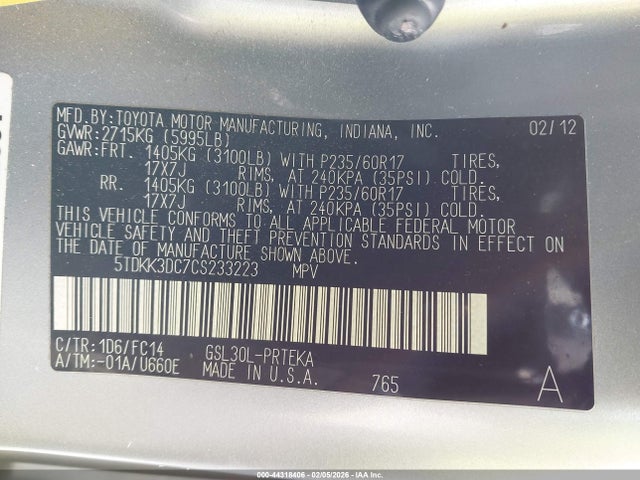 MFD.BY:TOYOTA MOTOR MANUFACTURING, INDIANA, INC. 02/12
GVWR:2715KG (5995LB)
GAWR:FRT. 1405KG (3100LB) WITH P235/60R17 TIRES,
17X7J RIMS, AT 240KPA (35PSI) COLD.
RR. 1405KG (3100LB) WITH P235/60R17 TIRES,
17X7J RIMS, AT 240KPA (35PSI) COLD.
THIS VEHICLE CONFORMS TO ALL APPLICABLE FEDERAL MOTOR
VEHICLE SAFETY AND THEFT PREVENTION STANDARDS IN EFFECT ON
THE DATE OF MANUFACTURE SHOWN ABOVE.
5TDKK3DC7CS233223 MPV
C/TR:1D6/FC14 GSL30L-PRTEKA
A/TM:-01A/U660E MADE IN U.S.A. 765 A
000-44318406 - 02/05/2026 - IAA Inc.